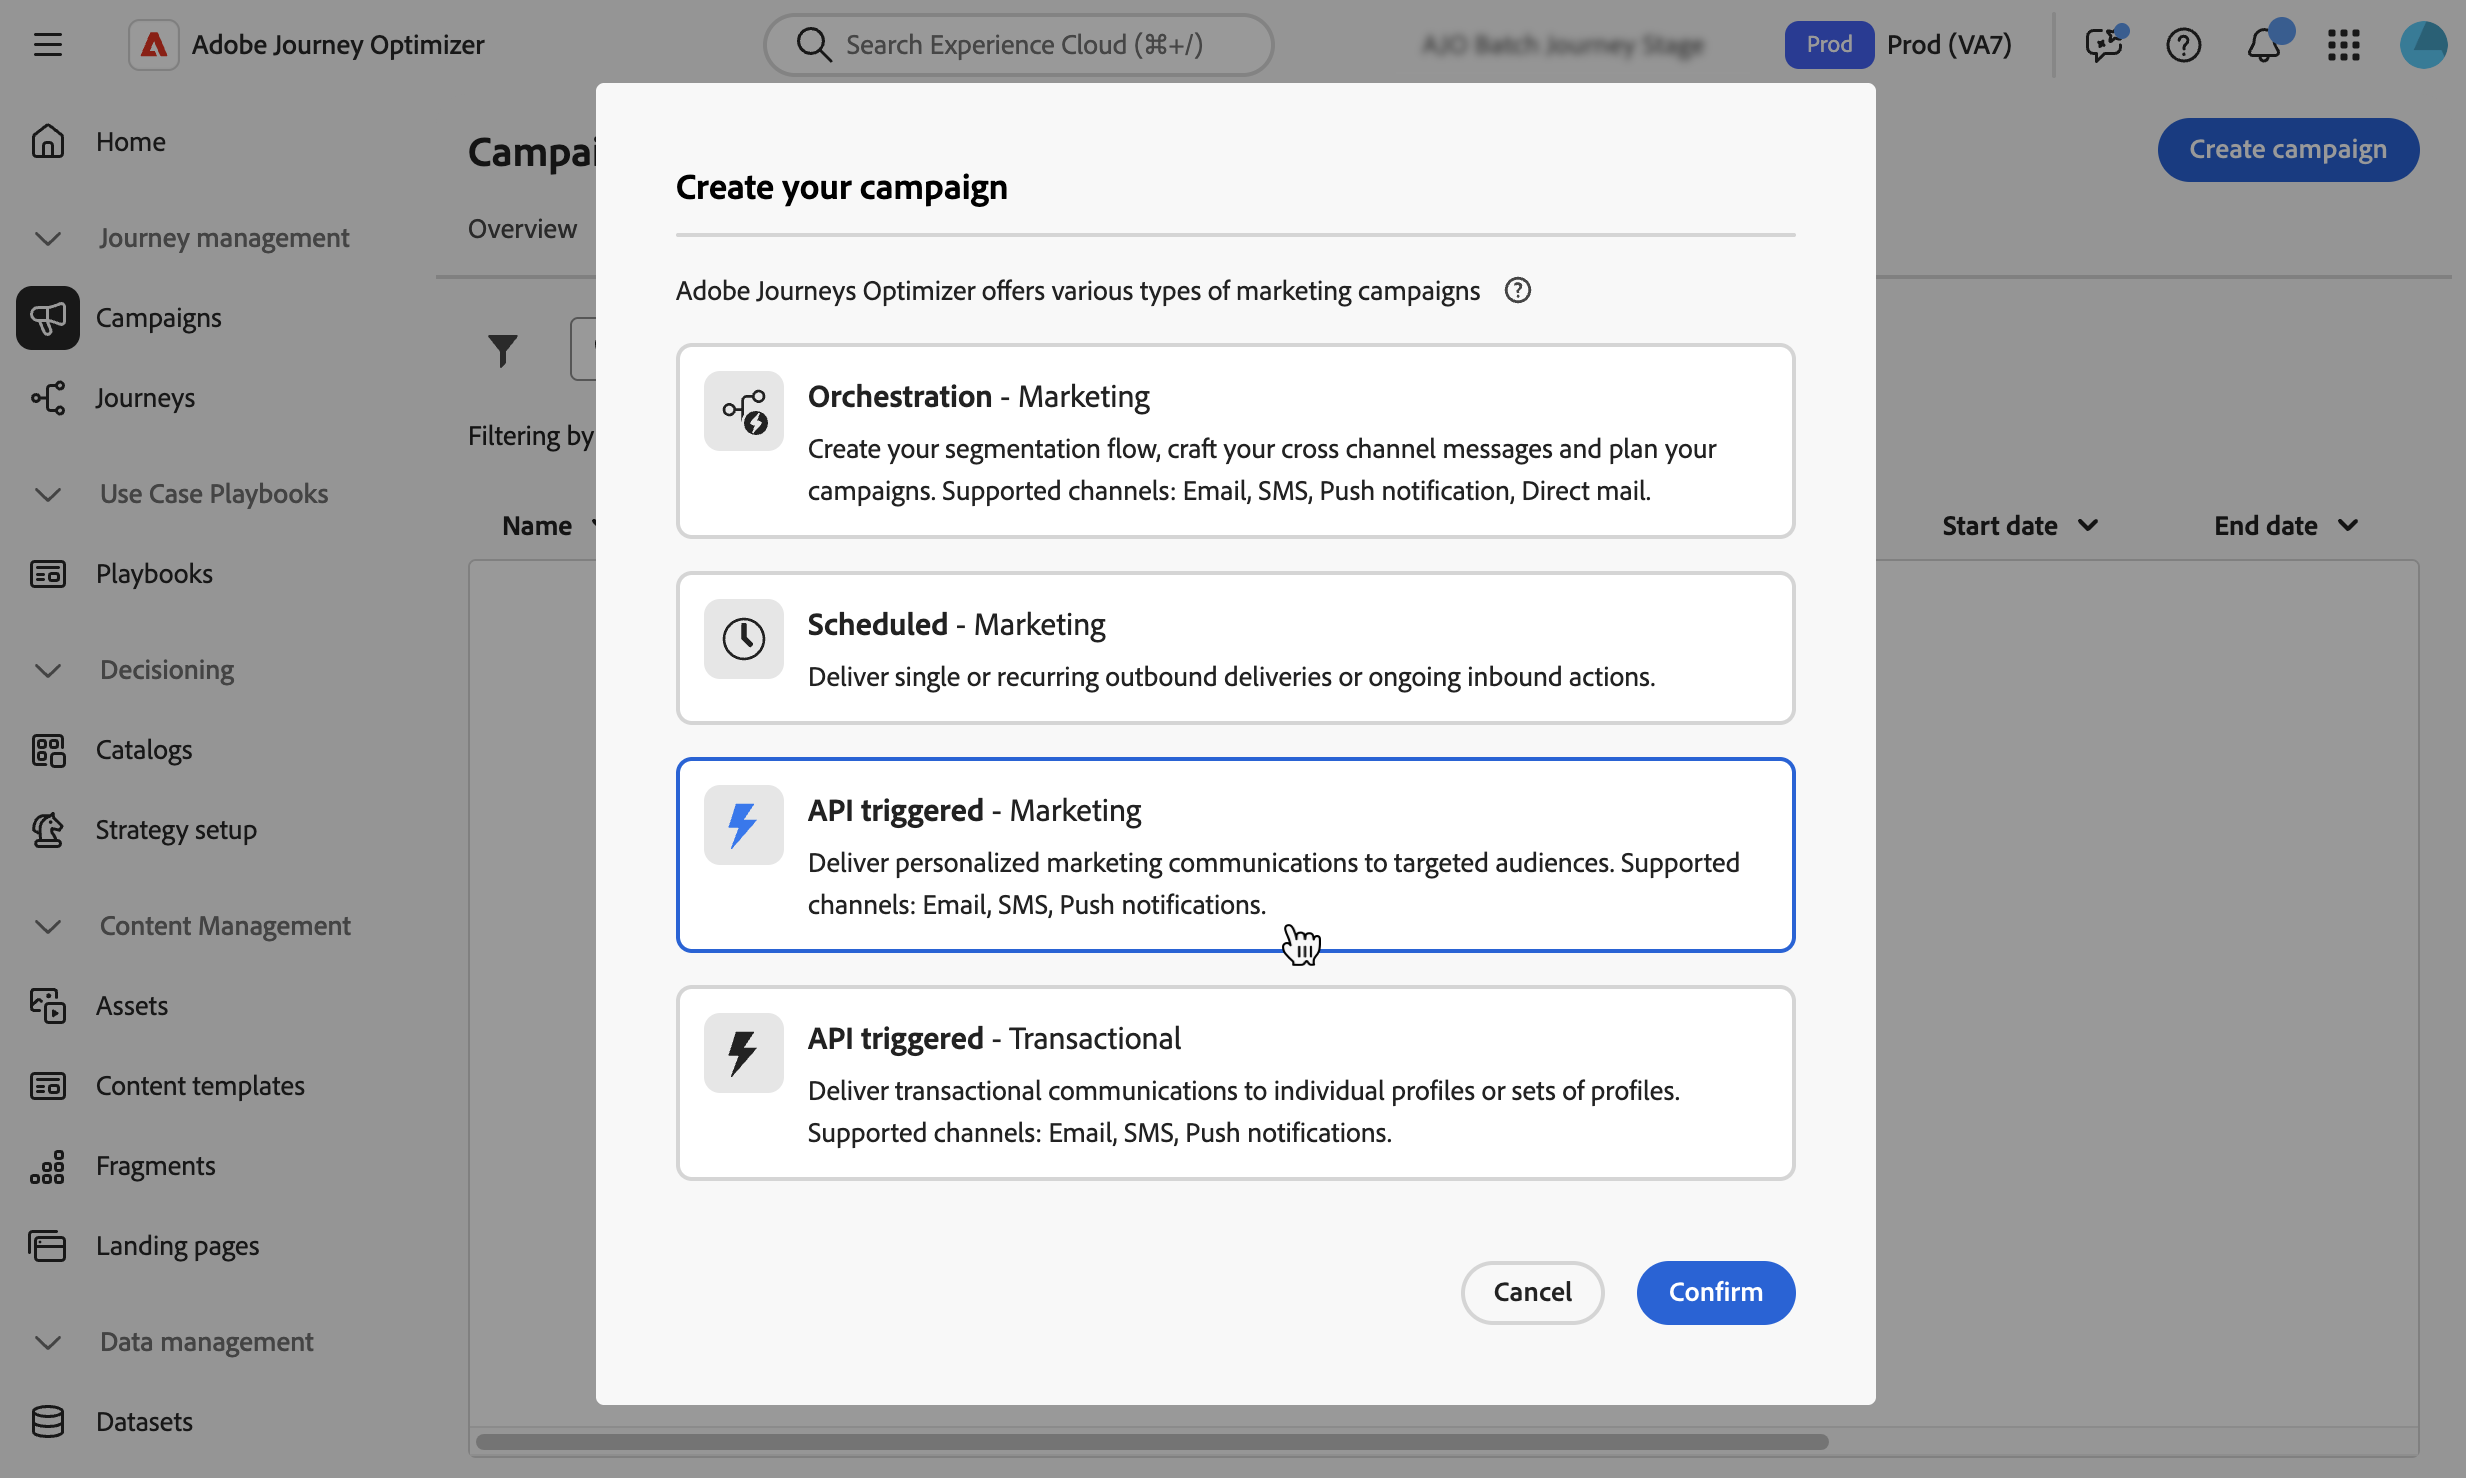 Adobe Journey Optimizer
Search Experience Cloud (⌘+/)
Prod
Prod (VA7)
Home
Journey management
Campaigns
Journeys
Use Case Playbooks
Playbooks
Decisioning
Catalogs
Strategy setup
Content Management
Assets
Content templates
Fragments
Landing pages
Data management
Datasets
Create campaign
Overview
Filtering by
Name
Start date
End date
Create your campaign
Adobe Journeys Optimizer offers various types of marketing campaigns
Orchestration - Marketing
Create your segmentation flow, craft your cross channel messages and plan your
campaigns. Supported channels: Email, SMS, Push notification, Direct mail.
Scheduled - Marketing
Deliver single or recurring outbound deliveries or ongoing inbound actions.
API triggered - Marketing
Deliver personalized marketing communications to targeted audiences. Supported
channels: Email, SMS, Push notifications.
API triggered - Transactional
Deliver transactional communications to individual profiles or sets of profiles.
Supported channels: Email, SMS, Push notifications.
Cancel
Confirm